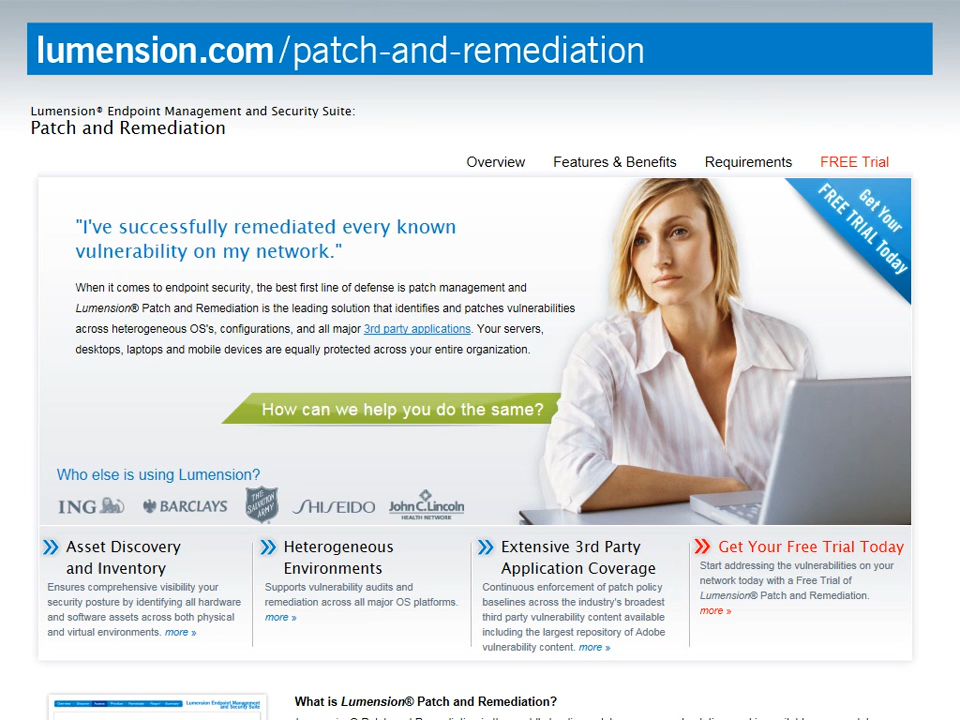 lumension.com/patch-and-remediation
Lumension® Endpoint Management and Security Suite:
Patch and Remediation
Overview Features & Benefits Requirements FREE Trial
Get Your
FREE TRIAL Today
"I've successfully remediated every known
vulnerability on my network."
When it comes to endpoint security, the best first line of defense is patch management and
Lumension® Patch and Remediation is the leading solution that identifies and patches vulnerabilities
across heterogeneous OS's, configurations, and all major 3rd party applications. Your servers,
desktops, laptops and mobile devices are equally protected across your entire organization.
How can we help you do the same?
Who else is using Lumension?
ING BARCLAYS THE SALVATION ARMY SHISEIDO John C. Lincoln
HEALTH NETWORK
Asset Discovery
and Inventory
Ensures comprehensive visibility your
security posture by identifying all hardware
and software assets across both physical
and virtual environments. more »
Heterogeneous
Environments
Supports vulnerability audits and
remediation across all major OS platforms.
more »
Extensive 3rd Party
Application Coverage
Continuous enforcement of patch policy
baselines across the industry's broadest
third party vulnerability content available
including the largest repository of Adobe
vulnerability content. more »
Get Your Free Trial Today
Start addressing the vulnerabilities on your
network today with a Free Trial of
Lumension® Patch and Remediation.
more »
Lumension Endpoint Management
and Security Suite
What is Lumension® Patch and Remediation?